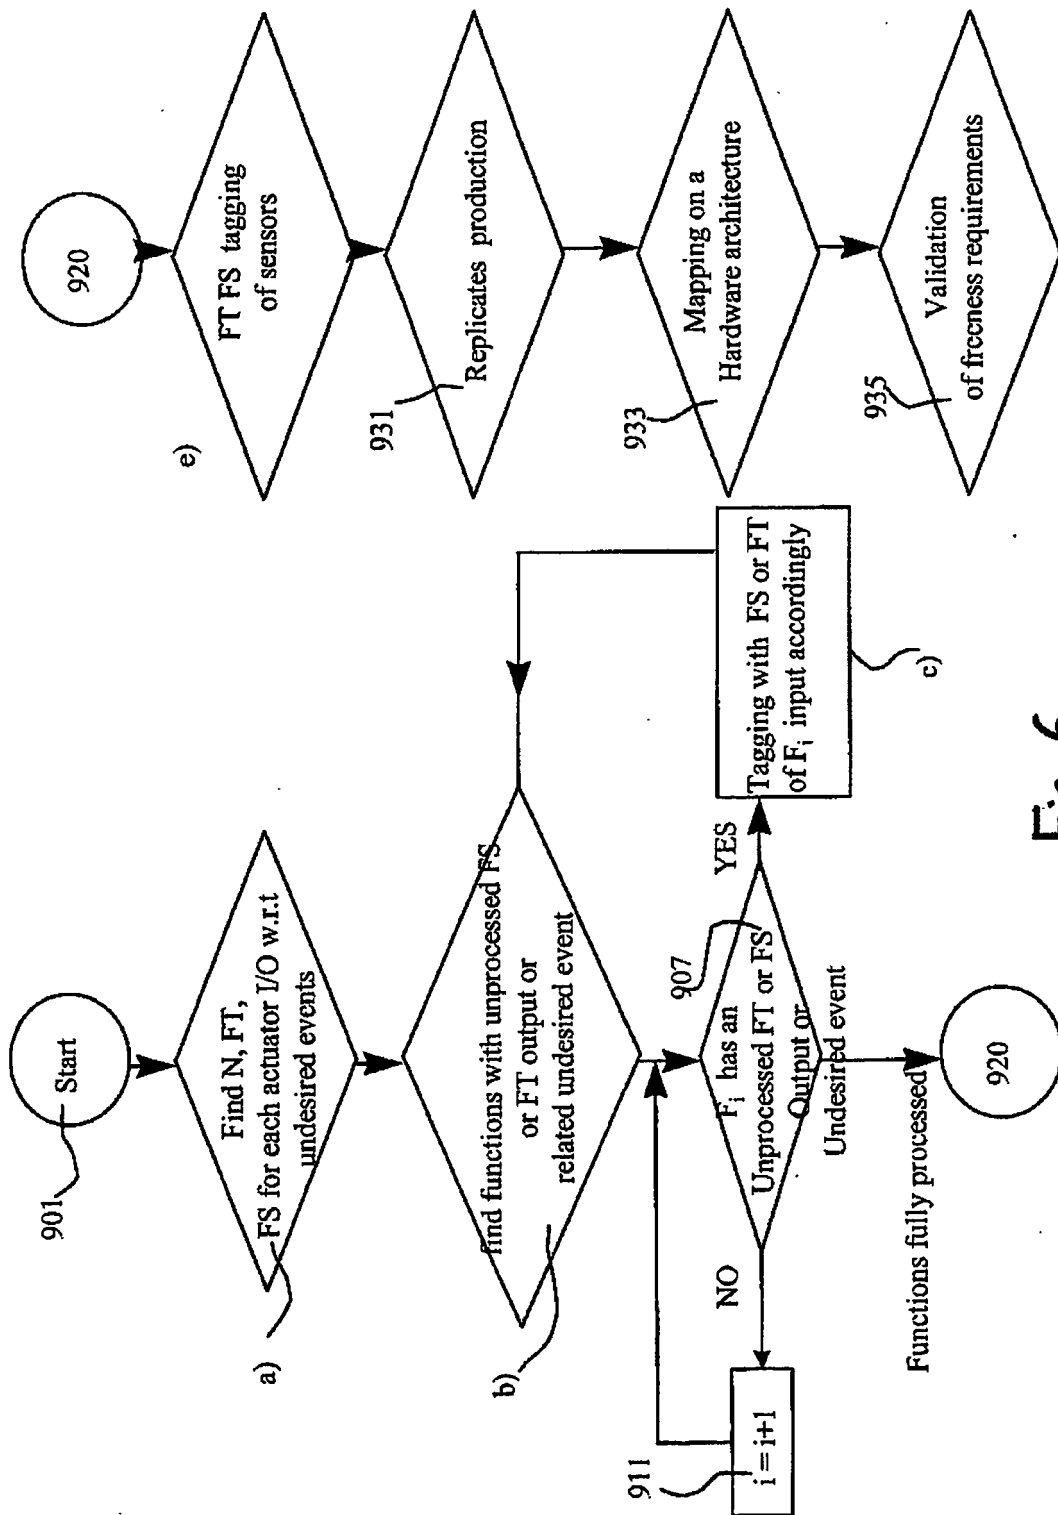 901
Start
a)
Find N, FT,
FS for each actuator I/O w.r.t
undesired events
b)
find functions with unprocessed FS
or FT output or
related undesired event
907
F i has an
Unprocessed FT or FS
Output or
Undesired event
YES
NO
911
i = i+1
Tagging with FS or FT
of F i input accordingly
c)
Functions fully processed
920
920
e)
FT FS tagging
of sensors
931
Replicates production
933
Mapping on a
Hardware architecture
935
Validation
of freeness requirements
Fig. 6